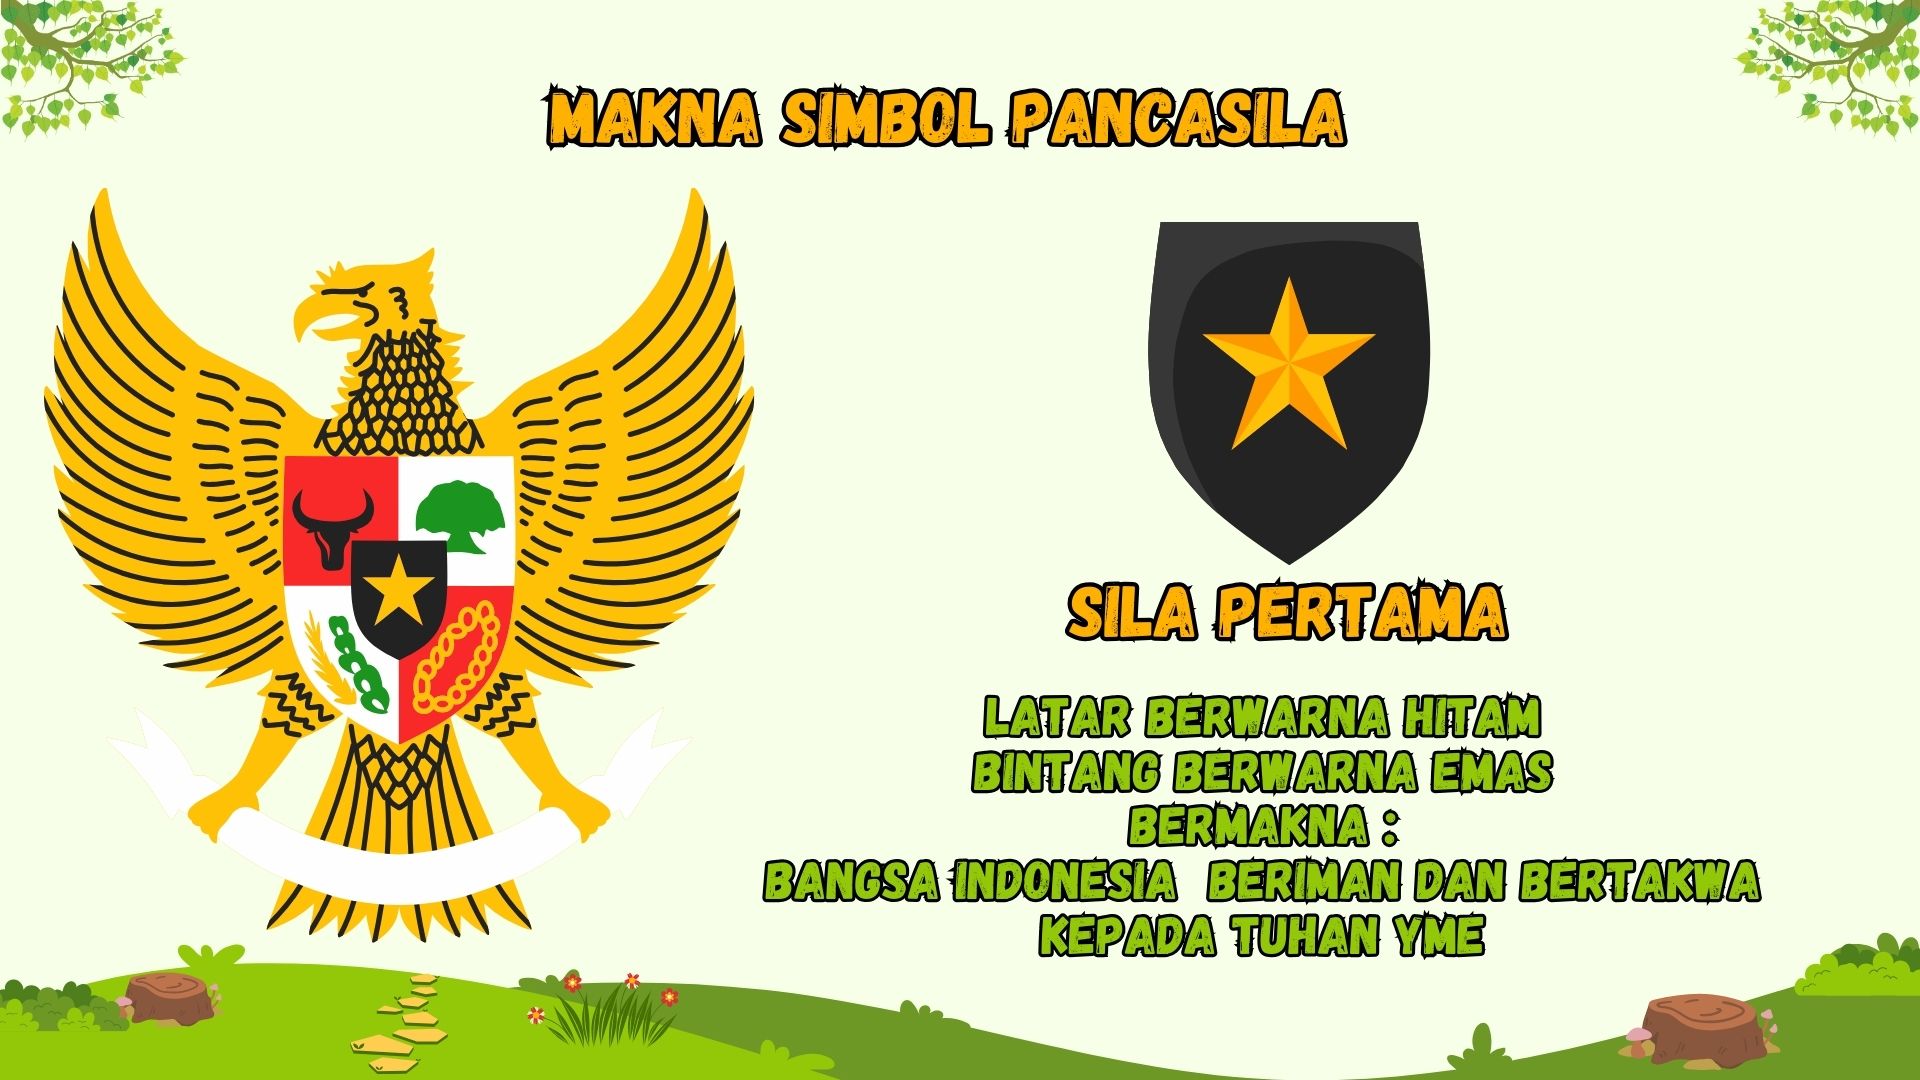 MAKNA SIMBOL PANCASILA
SILA PERTAMA
LATAR BERWARNA HITAM
BINTANG BERWARNA EMAS
BERMAKNA :
BANGSA INDONESIA BERIMAN DAN BERTAKWA
KEPADA TUHAN YME